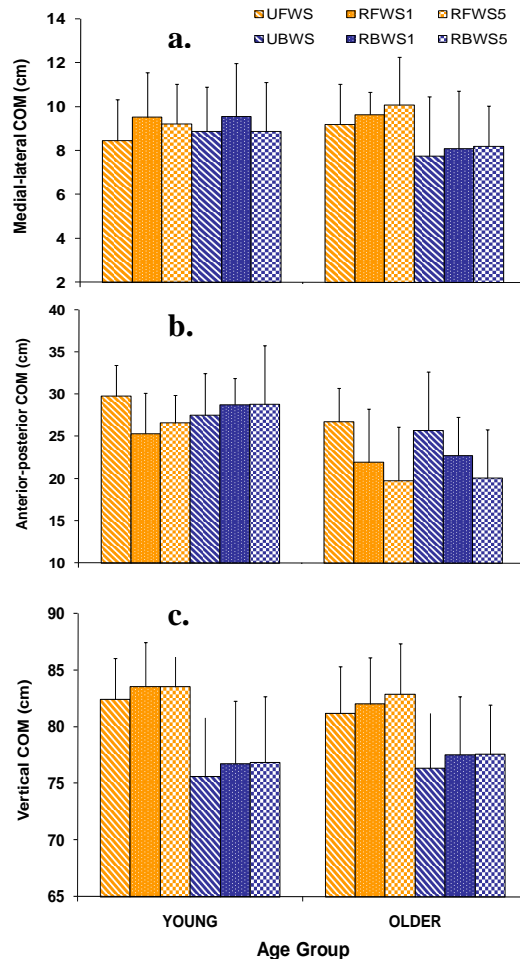 UFWS RFWS1 RFWS5
UBWS RBWS1 RBWS5
a.
Medial-lateral COM (cm)
14
12
10
8
6
4
2
b.
Anterior-posterior COM (cm)
40
35
30
25
20
15
10
c.
Vertical COM (cm)
90
85
80
75
70
65
YOUNG OLDER
Age Group